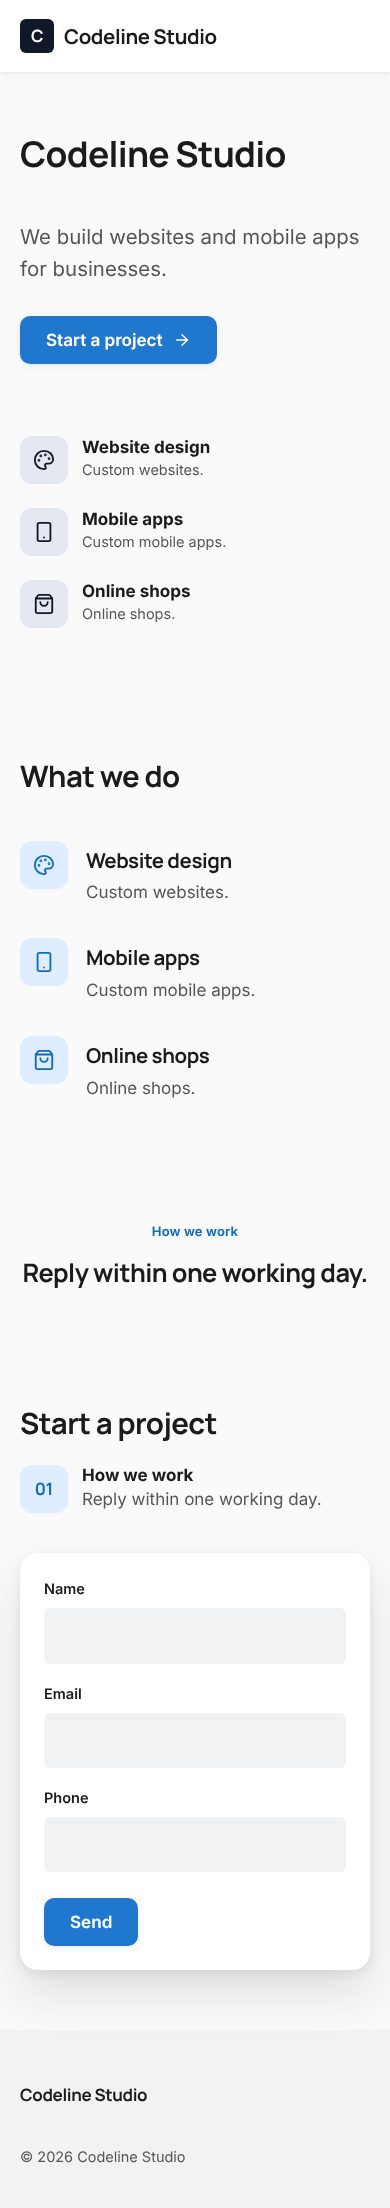 C
Codeline Studio
Codeline Studio
We build websites and mobile apps
for businesses.
Start a project
Website design
Custom websites.
Mobile apps
Custom mobile apps.
Online shops
Online shops.
What we do
Website design
Custom websites.
Mobile apps
Custom mobile apps.
Online shops
Online shops.
How we work
Reply within one working day.
Start a project
01
How we work
Reply within one working day.
Name
Email
Phone
Send
Codeline Studio
© 2026 Codeline Studio